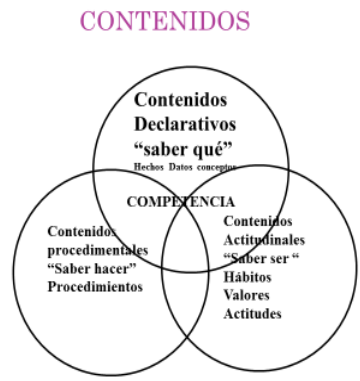 CONTENIDOS
Contenidos
Declarativos
“saber qué”
Hechos Datos conceptos
COMPETENCIA
Contenidos
procedimentales
“Saber hacer”
Procedimientos
Contenidos
Actitudinales
“Saber ser “
Hábitos
Valores
Actitudes